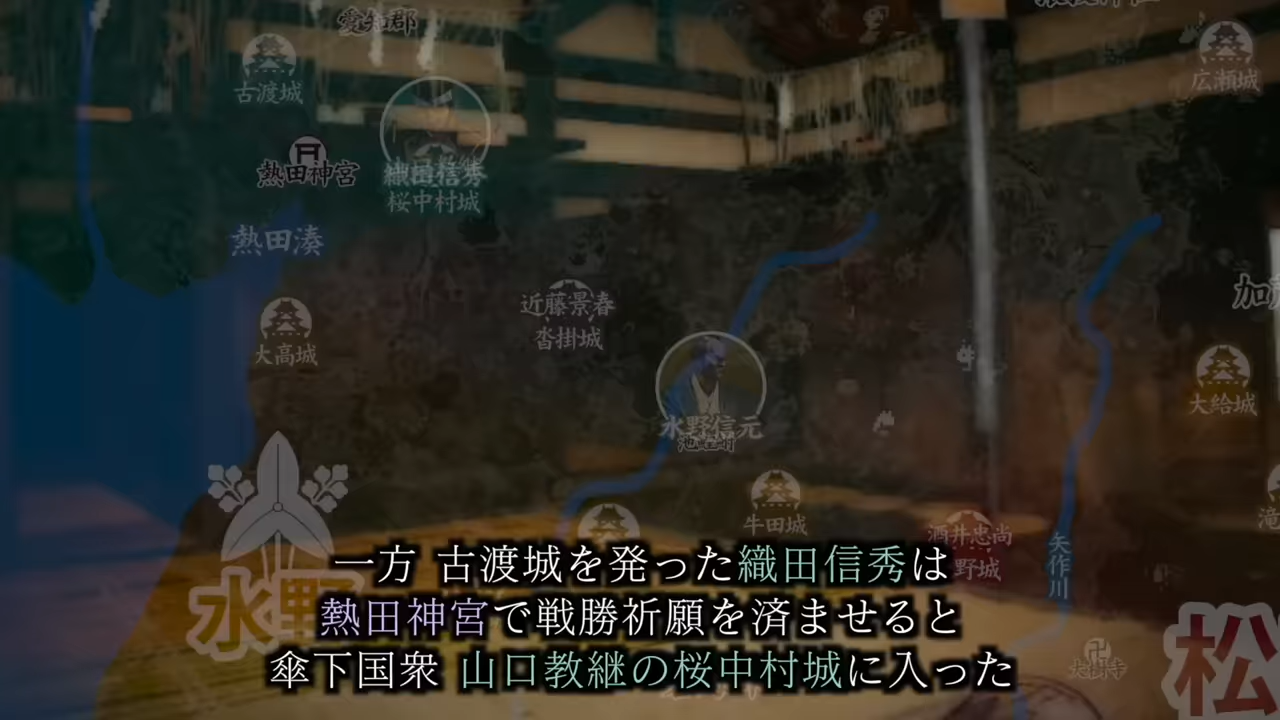 愛知郡
古渡城
広瀬城
熱田神宮
織田信秀
桜中村城
熱田湊
近藤景春
沓掛城
大高城
水野信元
大給城
牛田城
酒井忠尚
野城
矢作川
水野
松
大樹寺
一方 古渡城を発った織田信秀は
熱田神宮で戦勝祈願を済ませると
傘下国衆 山口教継の桜中村城に入った